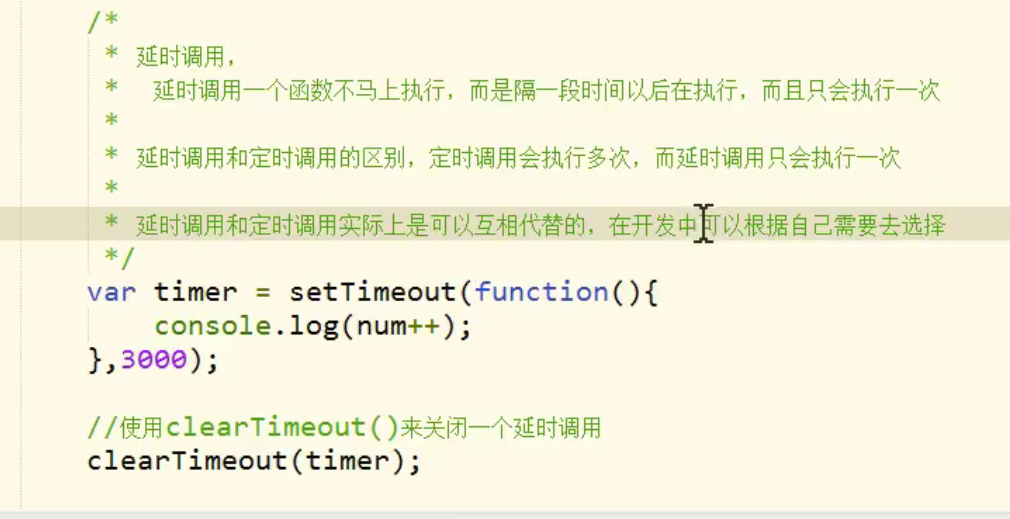 /*
* 延时调用，
* 延时调用一个函数不马上执行，而是隔一段时间以后在执行，而且只会执行一次
*
* 延时调用和定时调用的区别，定时调用会执行多次，而延时调用只会执行一次
*
* 延时调用和定时调用实际上是可以互相代替的，在开发中可以根据自己需要去选择
*/
var timer = setTimeout(function(){
console.log(num++);
},3000);
//使用clearTimeout()来关闭一个延时调用
clearTimeout(timer);